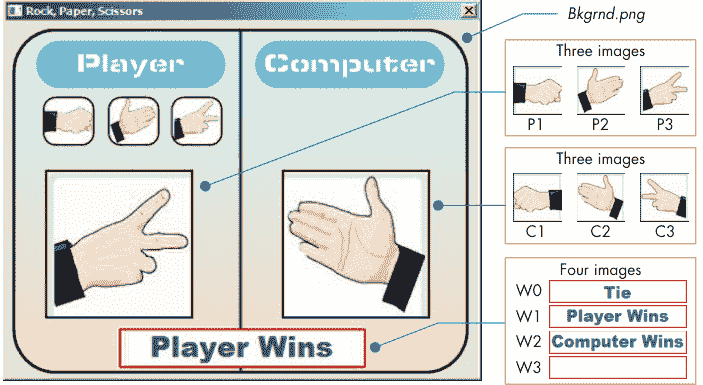 Rock, Paper, Scissors
Bkgrnd.png
Player
Computer
Three images
P1 P2 P3
Three images
C1 C2 C3
Four images
W0 Tie
W1 Player Wins
W2 Computer Wins
W3
Player Wins